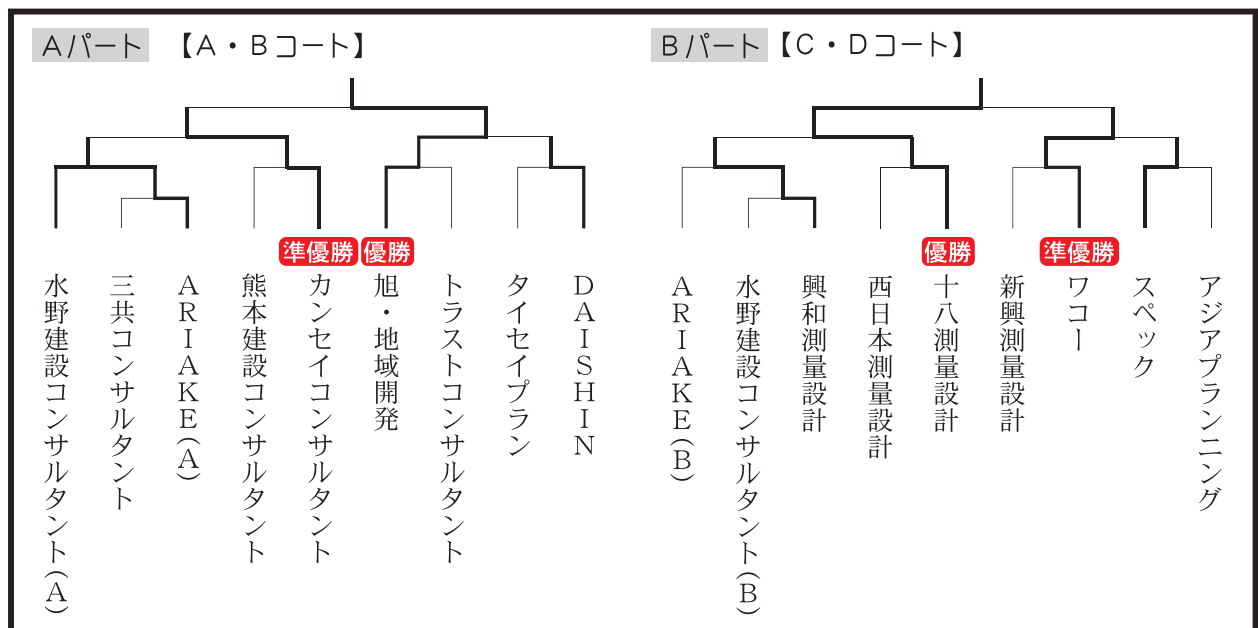 Aパート 【A・Bコート】
準優勝
優勝
水野建設コンサルタント(A)
三共コンサルタント
ARIAKE(A)
熊本建設コンサルタント
カンセイコンサルタント
旭・地域開発
トラストコンサルタント
タイセイプラン
DAISHIN
Bパート 【C・Dコート】
優勝
準優勝
ARIAKE(B)
水野建設コンサルタント(B)
興和測量設計
西日本測量設計
十八測量設計
新興測量設計
ワコー
スペック
アジアプランニング